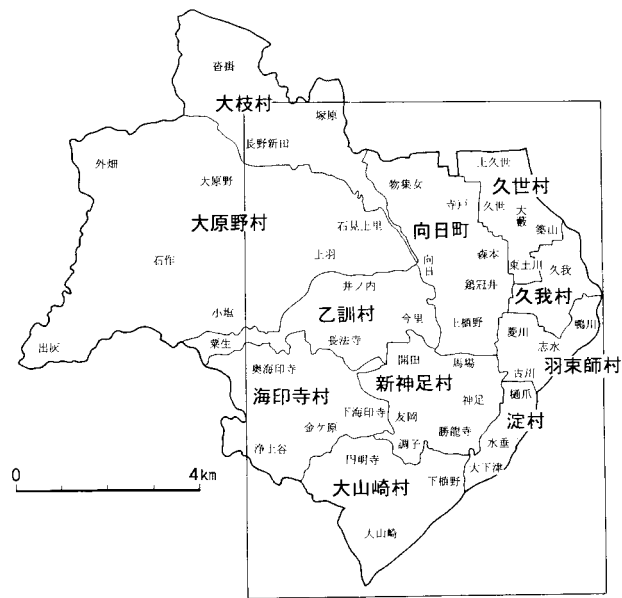 沓掛
大枝村
塚原
長野新田
外畑
大原野
大原野村
石見上里
石作
上羽
小塩
出灰
物集女
寺戸
向日町
向日
森本
鶏冠井
上植野
上久世
久世村
久世
大藪
築山
東土川
久我
久我村
菱川
鴨川
志水
羽束師村
古川
井ノ内
乙訓村
今里
粟生
長法寺
奥海印寺
海印寺村
下海印寺
金ケ原
浄土谷
開田
馬場
新神足村
神足
友岡
勝龍寺
調子
樋爪
淀村
水垂
大下津
円明寺
大山崎村
下植野
大山崎
0
4km